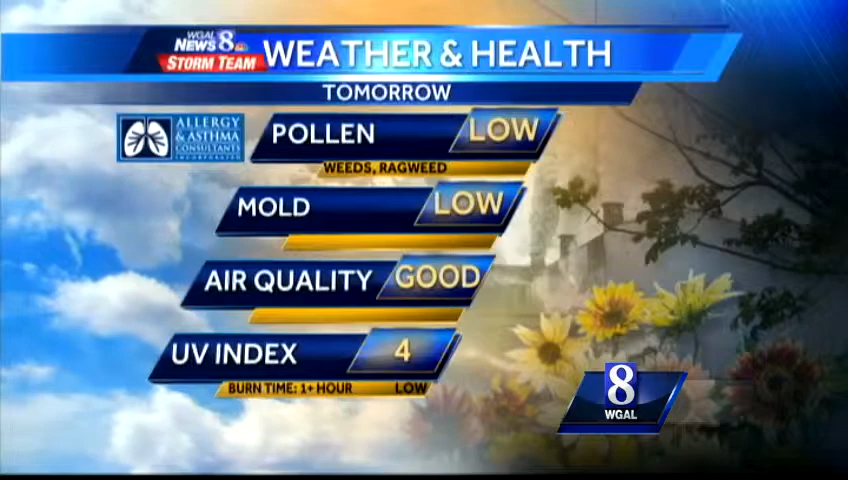 WGAL
NEWS 8
STORM TEAM
WEATHER & HEALTH
TOMORROW
ALLERGY
& ASTHMA
CONSULTANTS
INCORPORATED
POLLEN LOW
WEEDS, RAGWEED
MOLD LOW
AIR QUALITY GOOD
UV INDEX 4
BURN TIME: 1+ HOUR LOW
8
WGAL